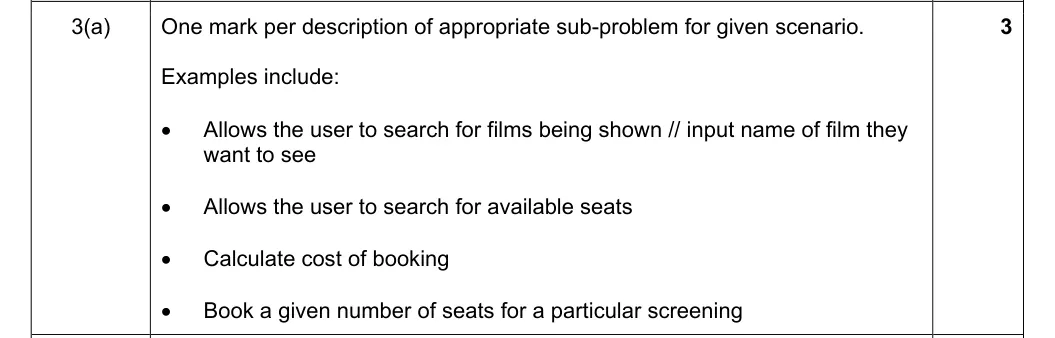 3(a) One mark per description of appropriate sub-problem for given scenario. 3
Examples include:
• Allows the user to search for films being shown // input name of film they
want to see
• Allows the user to search for available seats
• Calculate cost of booking
• Book a given number of seats for a particular screening